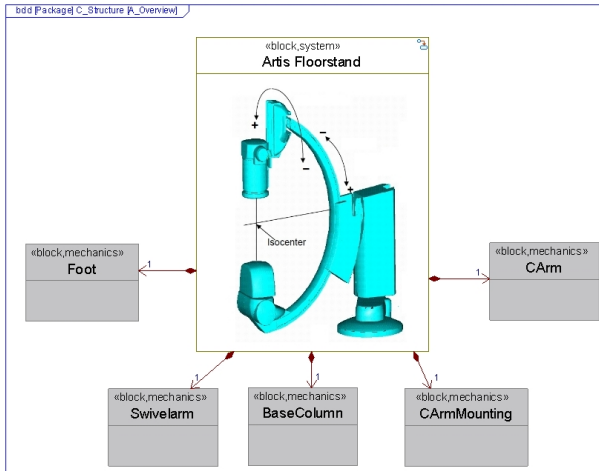 bdd [Package] C_Structure [A_Overview]
«block,system»
Artis Floorstand
+
−
−
+
Isocenter
«block,mechanics»
Foot
1
«block,mechanics»
CArm
1
1
1
1
«block,mechanics»
Swivelarm
«block,mechanics»
BaseColumn
«block,mechanics»
CArmMounting